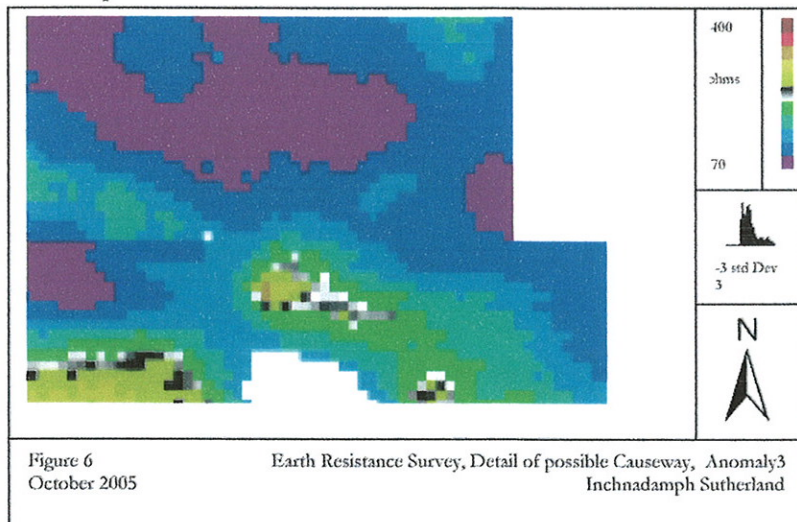 400
ohms
70
-3 std Dev
3
N
Figure 6
October 2005
Earth Resistance Survey, Detail of possible Causeway, Anomaly3
Inchnadamph Sutherland